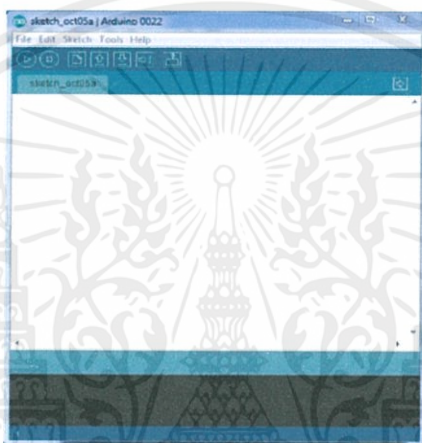 sketch_oct05a | Arduino 0022
File Edit Sketch Tools Help
sketch_oct05a